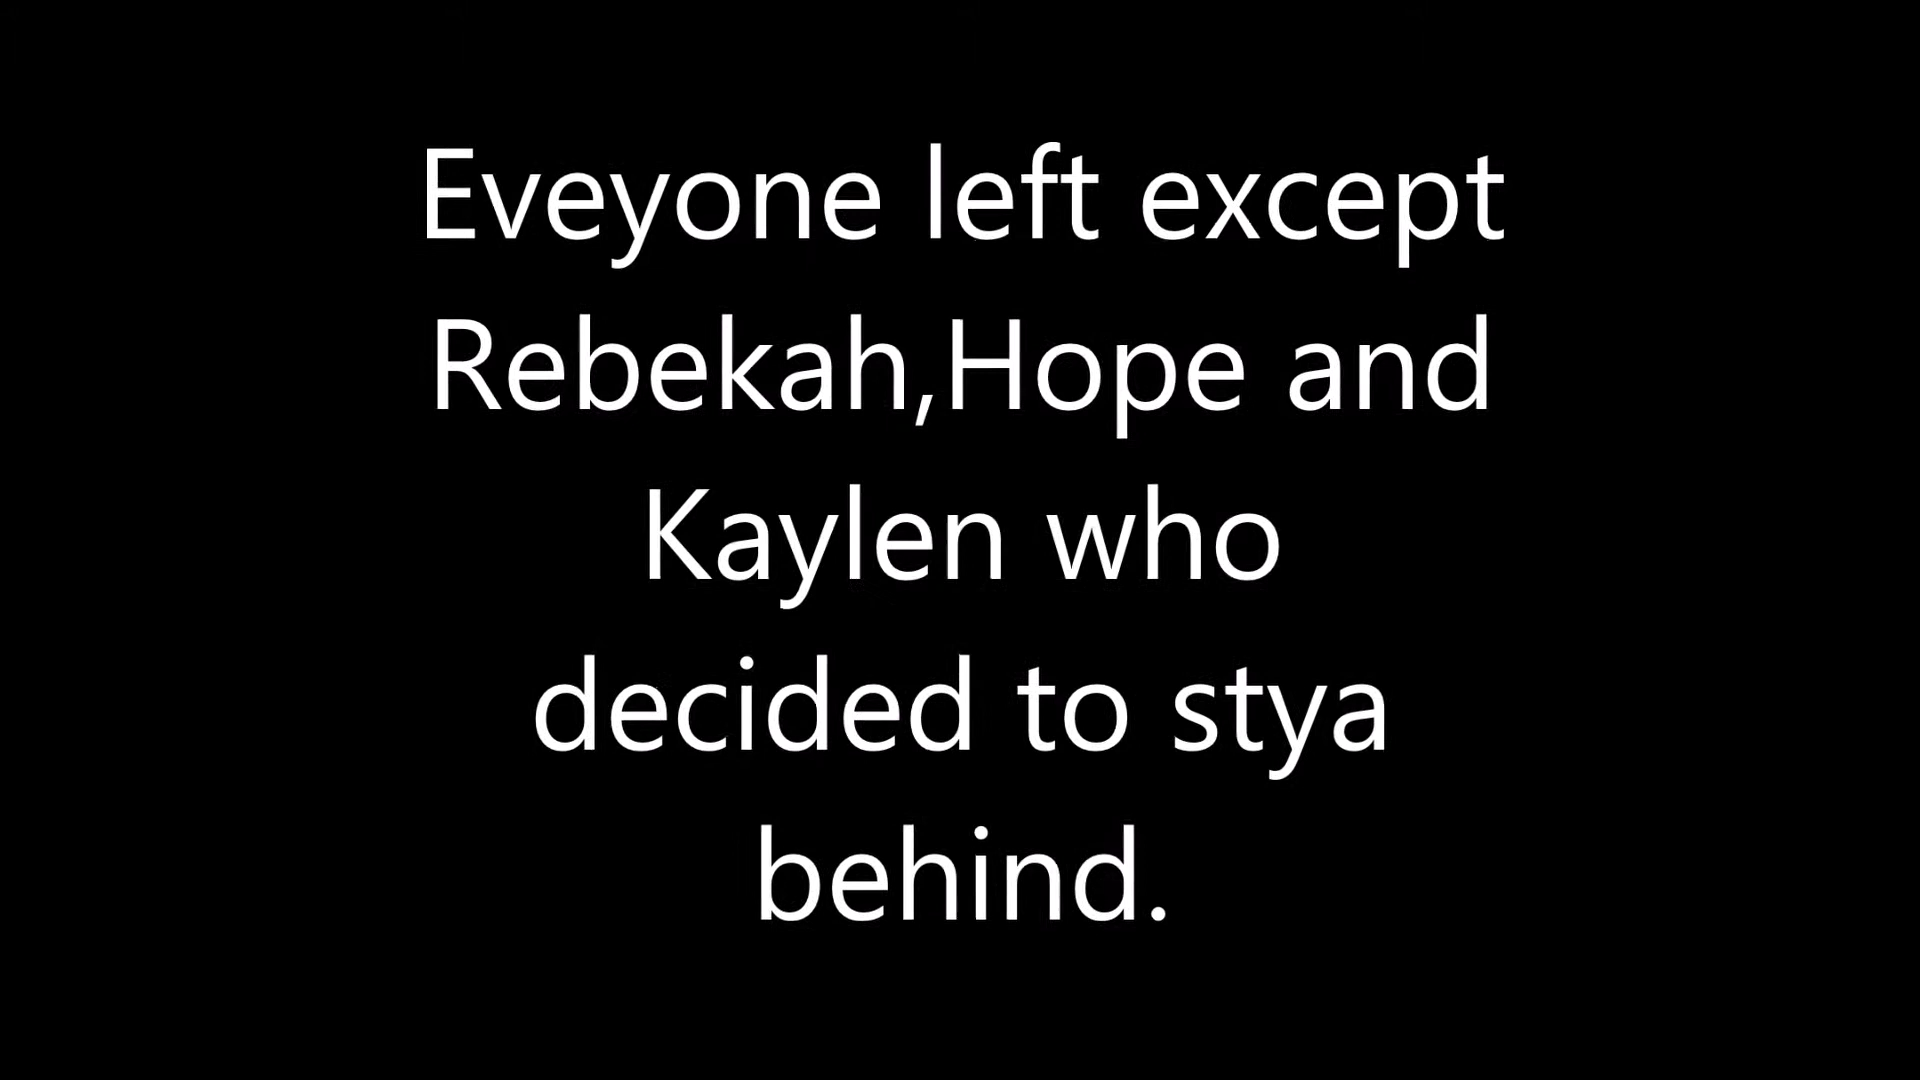 Eveyone left except
Rebekah,Hope and
Kaylen who
decided to stya
behind.